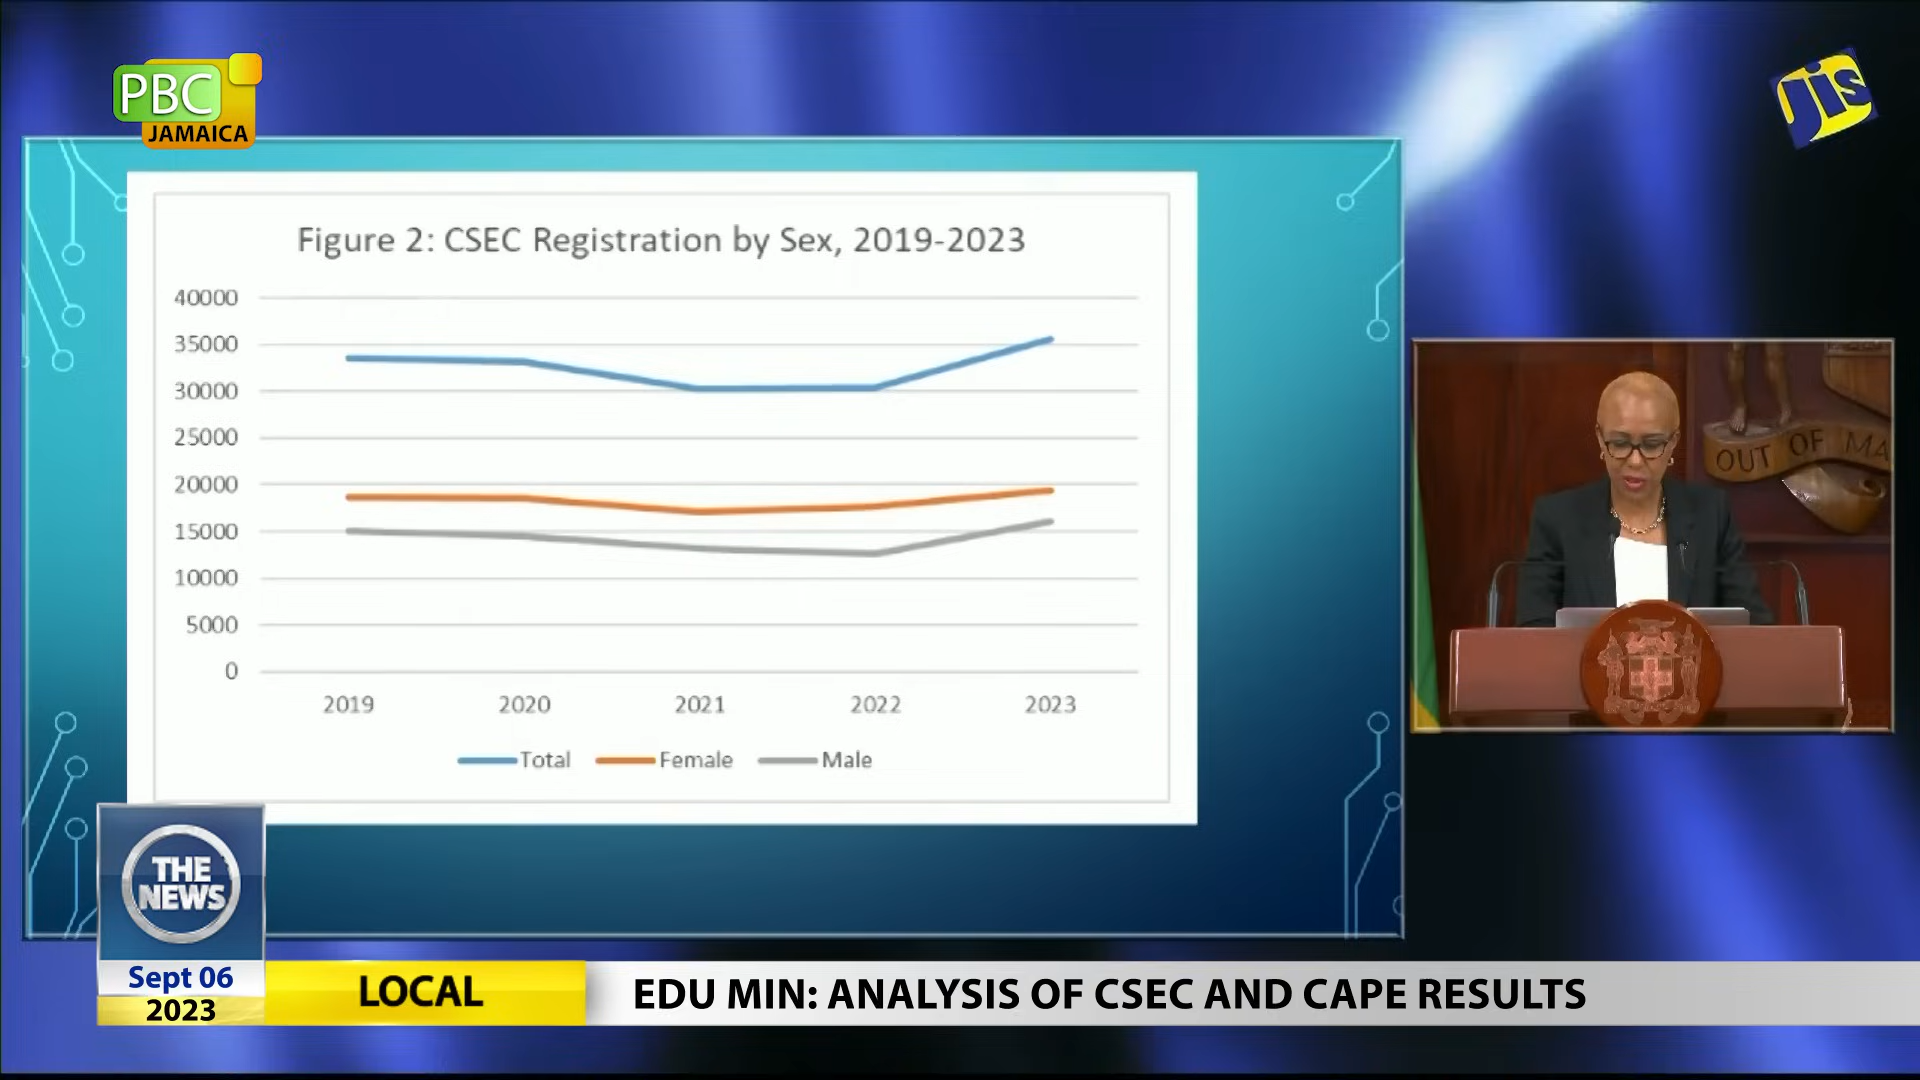 PBC
JAMAICA
jis
Figure 2: CSEC Registration by Sex, 2019-2023
40000
35000
30000
25000
20000
15000
10000
5000
0
2019 2020 2021 2022 2023
Total Female Male
OUT OF MA
THE
NEWS
Sept 06
2023
LOCAL
EDU MIN: ANALYSIS OF CSEC AND CAPE RESULTS